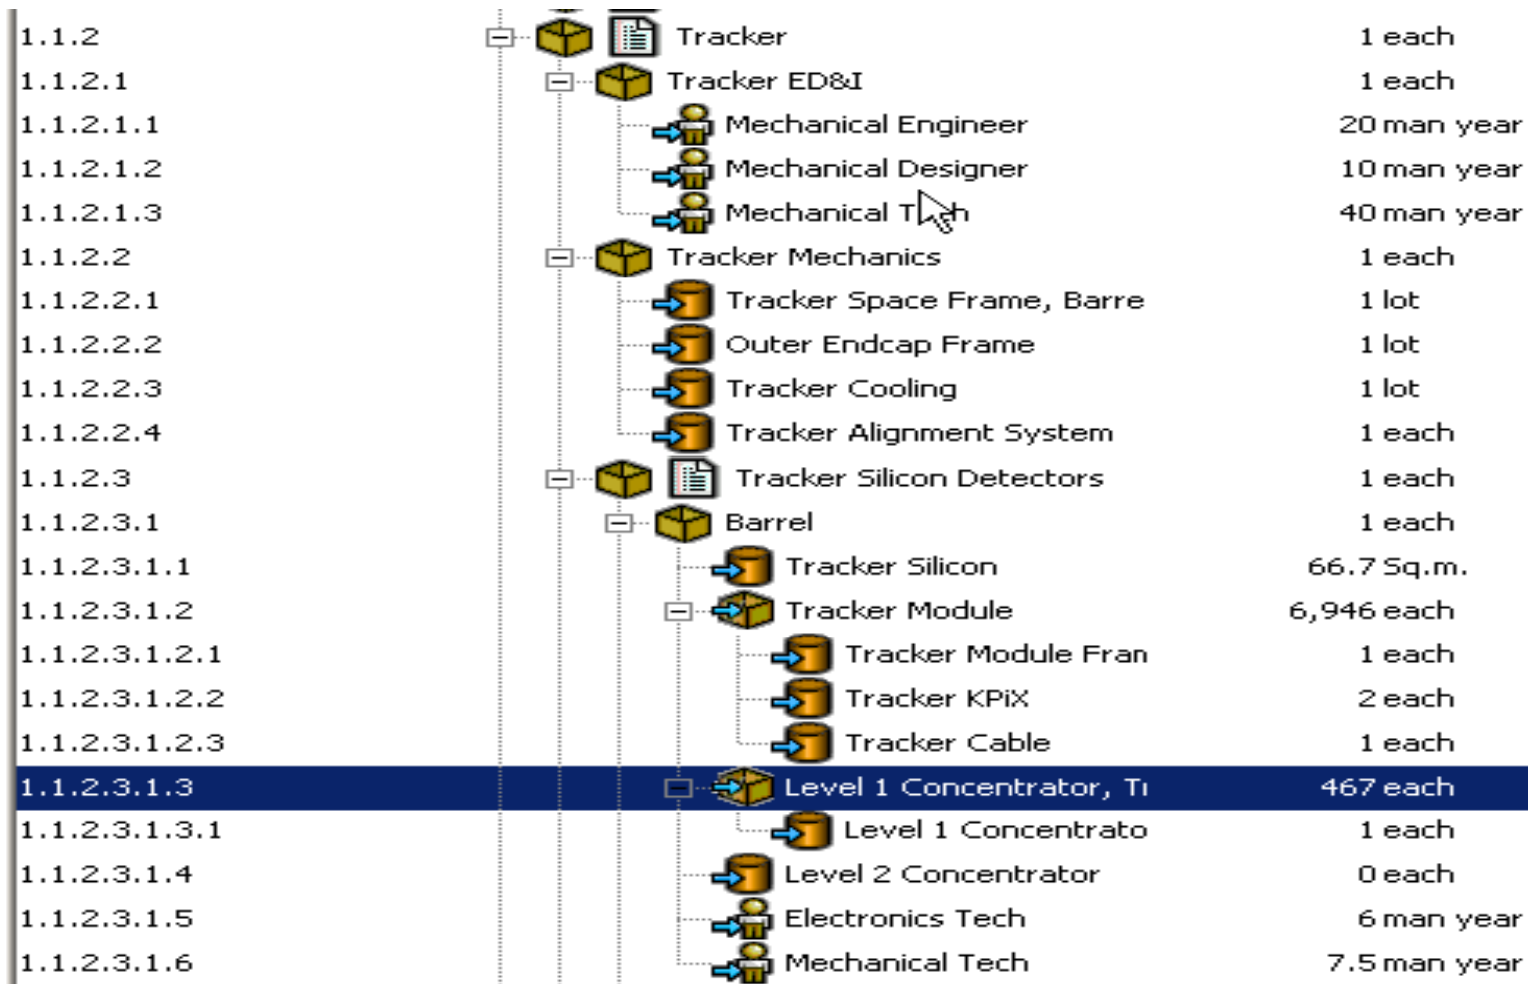 1.1.2 Tracker 1 each
1.1.2.1 Tracker ED&I 1 each
1.1.2.1.1 Mechanical Engineer 20 man year
1.1.2.1.2 Mechanical Designer 10 man year
1.1.2.1.3 Mechanical T h 40 man year
1.1.2.2 Tracker Mechanics 1 each
1.1.2.2.1 Tracker Space Frame, Barre 1 lot
1.1.2.2.2 Outer Endcap Frame 1 lot
1.1.2.2.3 Tracker Cooling 1 lot
1.1.2.2.4 Tracker Alignment System 1 each
1.1.2.3 Tracker Silicon Detectors 1 each
1.1.2.3.1 Barrel 1 each
1.1.2.3.1.1 Tracker Silicon 66.7 Sq.m.
1.1.2.3.1.2 Tracker Module 6,946 each
1.1.2.3.1.2.1 Tracker Module Fran 1 each
1.1.2.3.1.2.2 Tracker KPiX 2 each
1.1.2.3.1.2.3 Tracker Cable 1 each
1.1.2.3.1.3 Level 1 Concentrator, Tr 467 each
1.1.2.3.1.3.1 Level 1 Concentrato 1 each
1.1.2.3.1.4 Level 2 Concentrator 0 each
1.1.2.3.1.5 Electronics Tech 6 man year
1.1.2.3.1.6 Mechanical Tech 7.5 man year